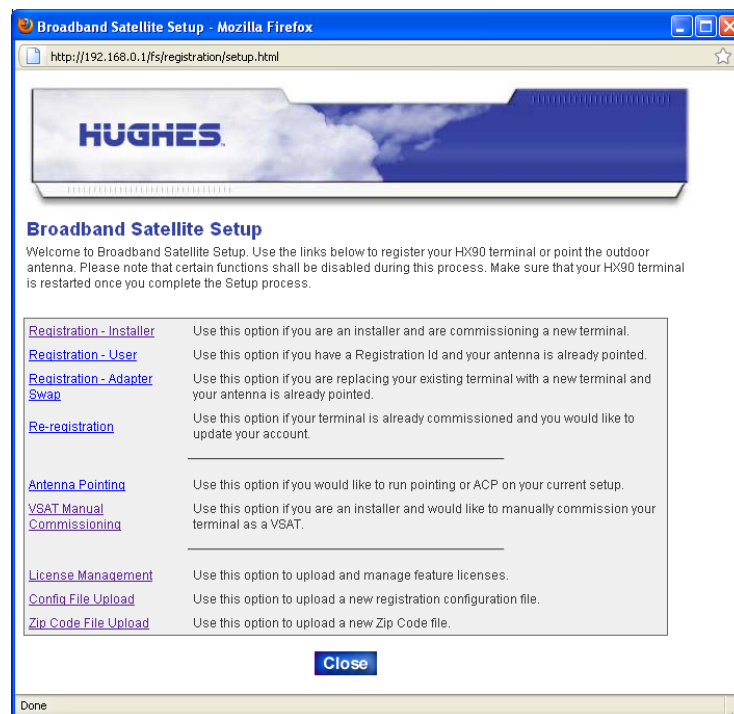 Broadband Satellite Setup - Mozilla Firefox
http://192.168.0.1/fs/registration/setup.html
HUGHES
Broadband Satellite Setup
Welcome to Broadband Satellite Setup. Use the links below to register your HX90 terminal or point the outdoor
antenna. Please note that certain functions shall be disabled during this process. Make sure that your HX90 terminal
is restarted once you complete the Setup process.
Registration - Installer Use this option if you are an installer and are commissioning a new terminal.
Registration - User Use this option if you have a Registration Id and your antenna is already pointed.
Registration - Adapter Swap Use this option if you are replacing your existing terminal with a new terminal and
your antenna is already pointed.
Re-registration Use this option if your terminal is already commissioned and you would like to
update your account.
Antenna Pointing Use this option if you would like to run pointing or ACP on your current setup.
VSAT Manual Commissioning Use this option if you are an installer and would like to manually commission your
terminal as a VSAT.
License Management Use this option to upload and manage feature licenses.
Config File Upload Use this option to upload a new registration configuration file.
Zip Code File Upload Use this option to upload a new Zip Code file.
Close
Done